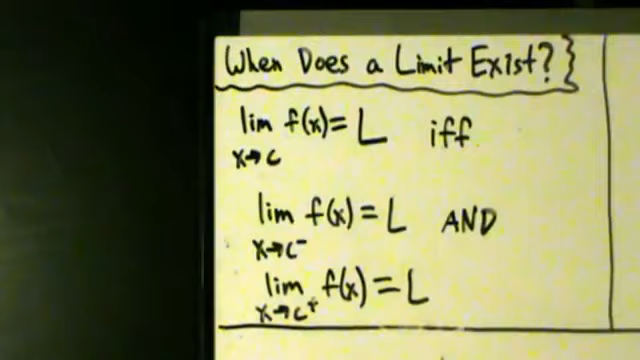 When Does a Limit Exist?
lim f(x) = L iff
x→c
lim f(x) = L AND
x→c⁻
lim f(x) = L
x→c⁺